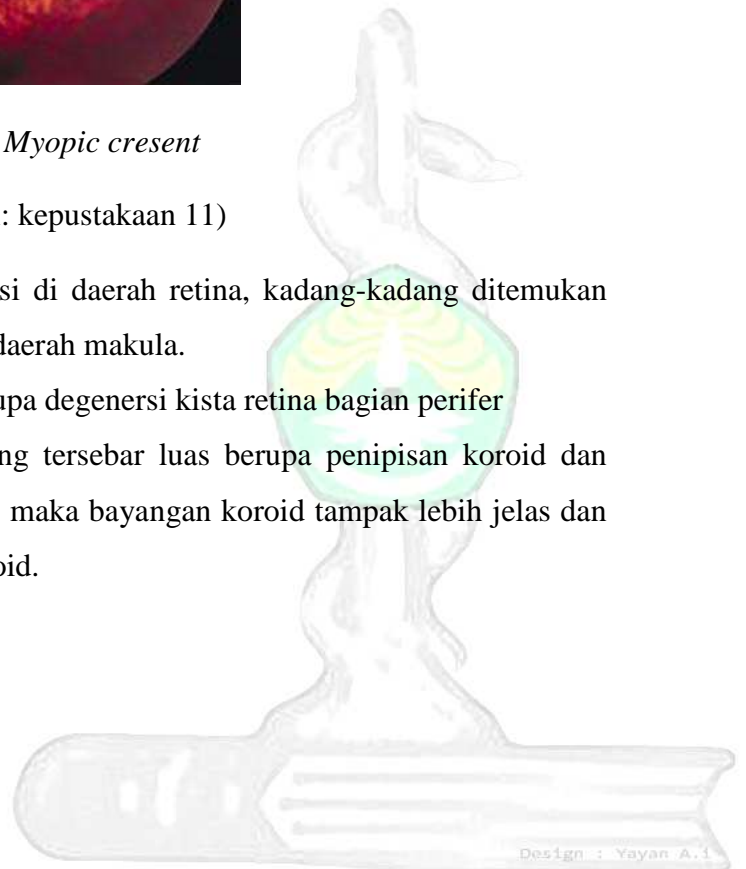 Myopic cresent
: kepustakaan 11)
si di daerah retina, kadang-kadang ditemukan
daerah makula.
upa degenersi kista retina bagian perifer
ng tersebar luas berupa penipisan koroid dan
maka bayangan koroid tampak lebih jelas dan
oid.
Design : Yayan A.i